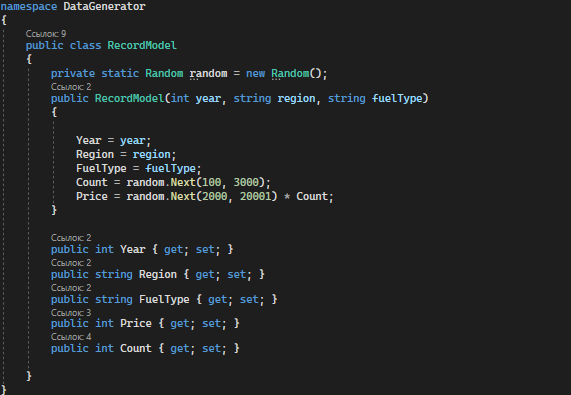 namespace DataGenerator
{
Ссылок: 9
public class RecordModel
{
private static Random random = new Random();
Ссылок: 2
public RecordModel(int year, string region, string fuelType)
{
Year = year;
Region = region;
FuelType = fuelType;
Count = random.Next(100, 3000);
Price = random.Next(2000, 20001) * Count;
}
Ссылок: 2
public int Year { get; set; }
Ссылок: 2
public string Region { get; set; }
Ссылок: 2
public string FuelType { get; set; }
Ссылок: 3
public int Price { get; set; }
Ссылок: 4
public int Count { get; set; }
}
}